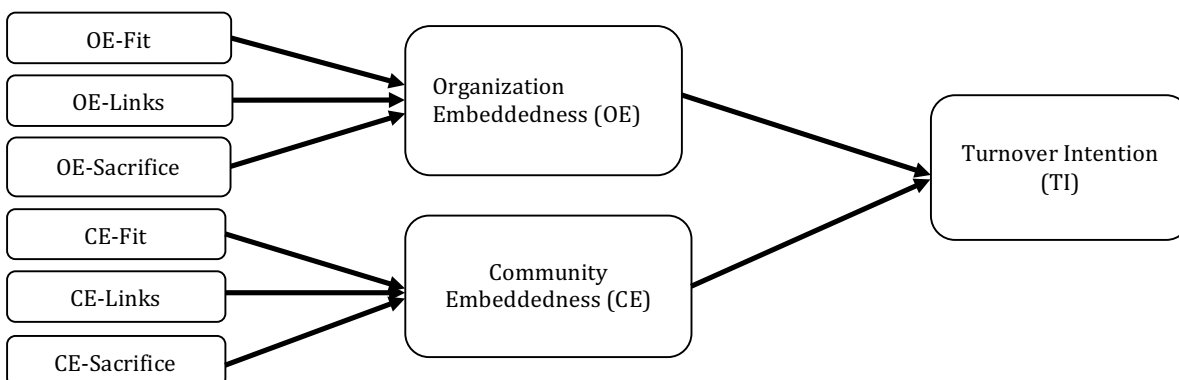 OE-Fit
OE-Links
OE-Sacrifice
CE-Fit
CE-Links
CE-Sacrifice
Organization
Embeddedness (OE)
Community
Embeddedness (CE)
Turnover Intention
(TI)